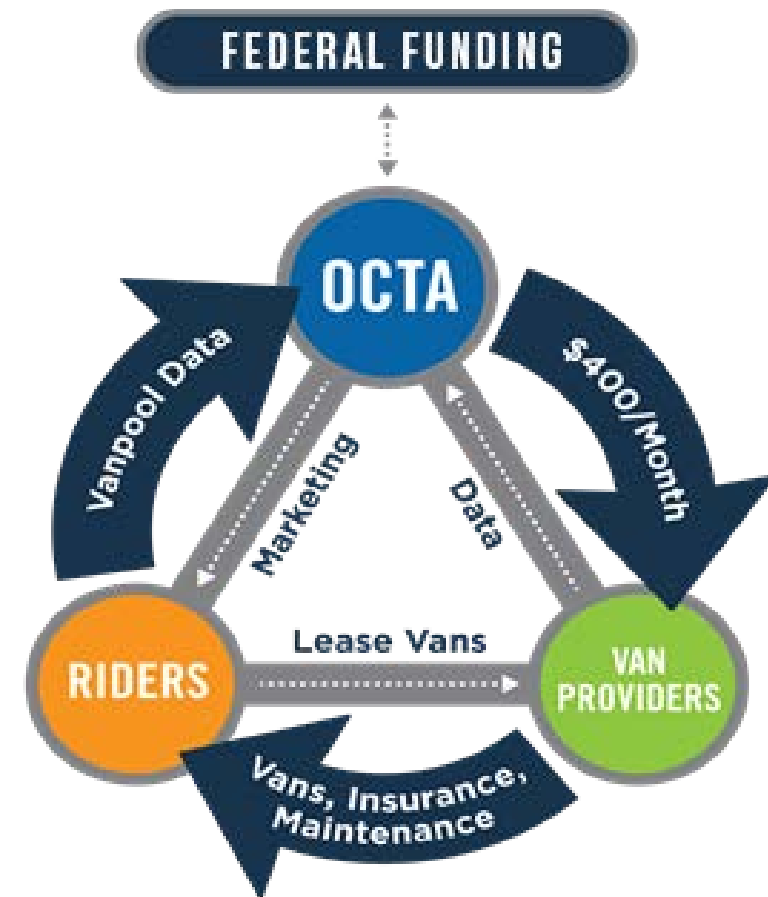 FEDERAL FUNDING
OCTA
Vanpool Data
$400/Month
Marketing
Data
Lease Vans
RIDERS
VAN
PROVIDERS
Vans, Insurance,
Maintenance